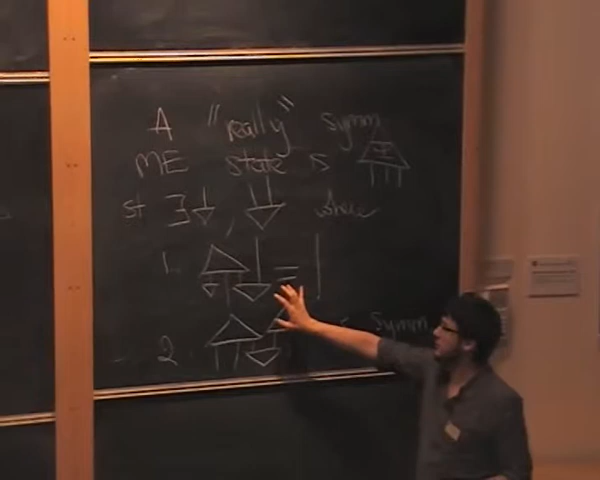 A "really" symm
ME state is
st ∃ , where
1. =
2. Symm